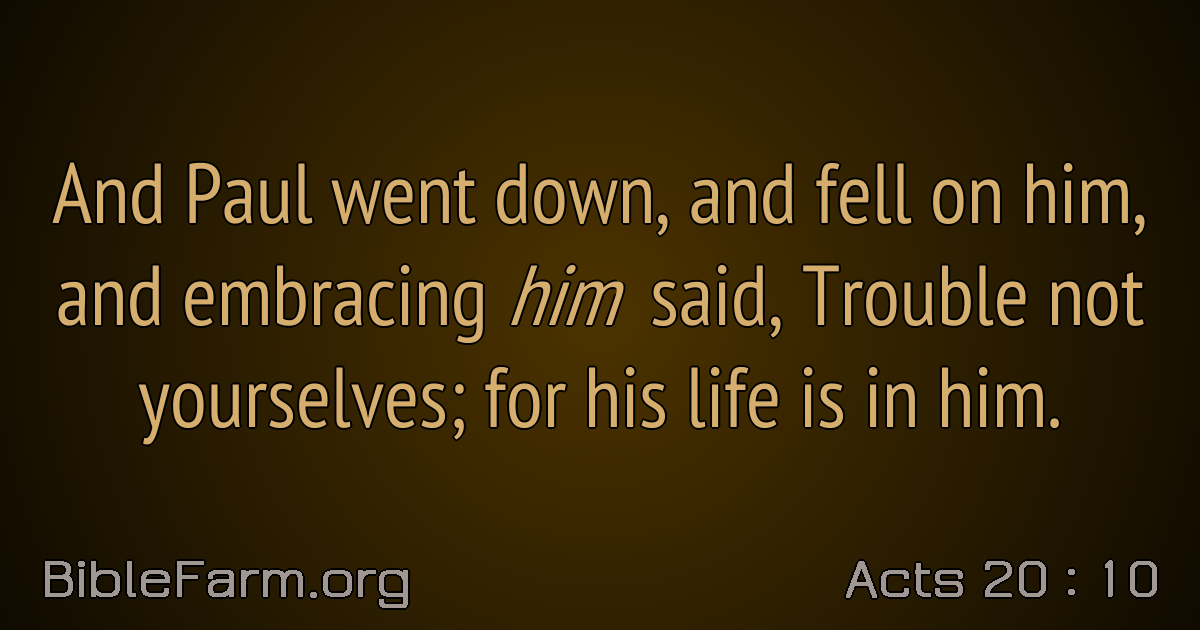 And Paul went down, and fell on him,
and embracing him said, Trouble not
yourselves; for his life is in him.
BibleFarm.org
Acts 20 : 10